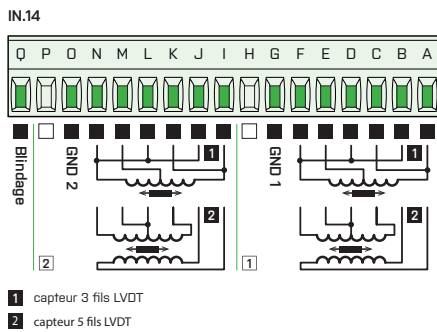 IN.14
Q P O N M L K J I H G F E D C B A
Blindage
GND 2
GND 1
1
1
2
2
2
1
1 capteur 3 fils LVDT
2 capteur 5 fils LVDT